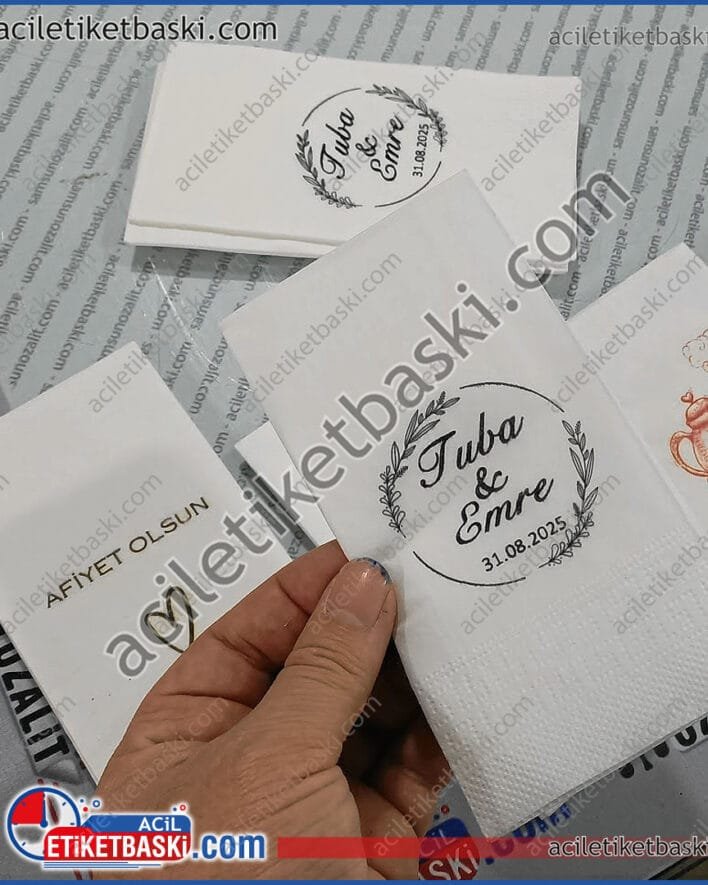 aciletiketbaski.com
aciletiketbaski.com
Tuba
&
Emre
31.08.2025
aciletiketbaski.com
Tuba
&
Emre
31.08.2025
AFİYET OLSUN
ACİL
ETİKETBASKI.com
aciletiketbaski.com